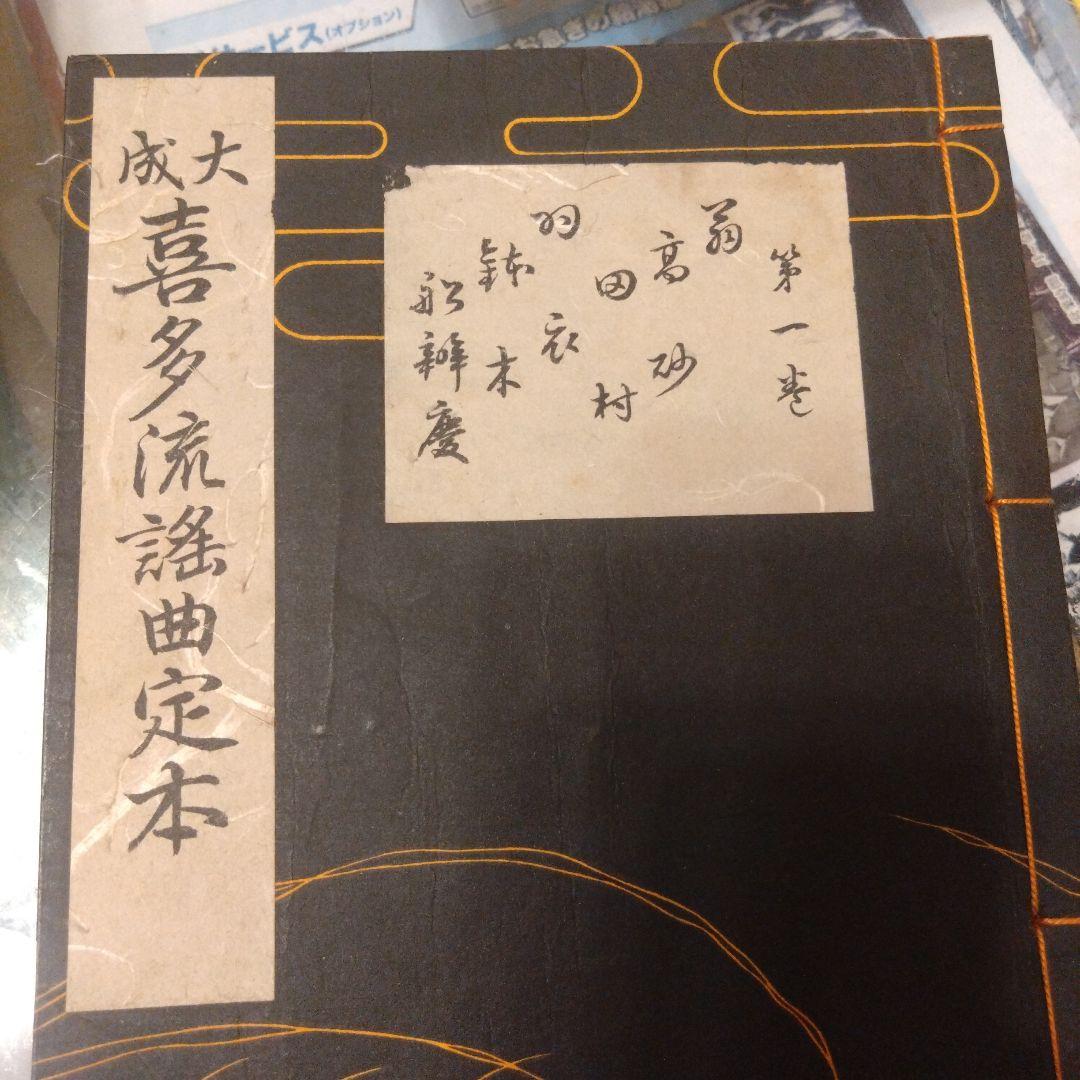 大成
喜多流謡曲定本
第一巻
翁
高砂
田村
羽衣
鉢木
船辨慶
サービス(オプション)